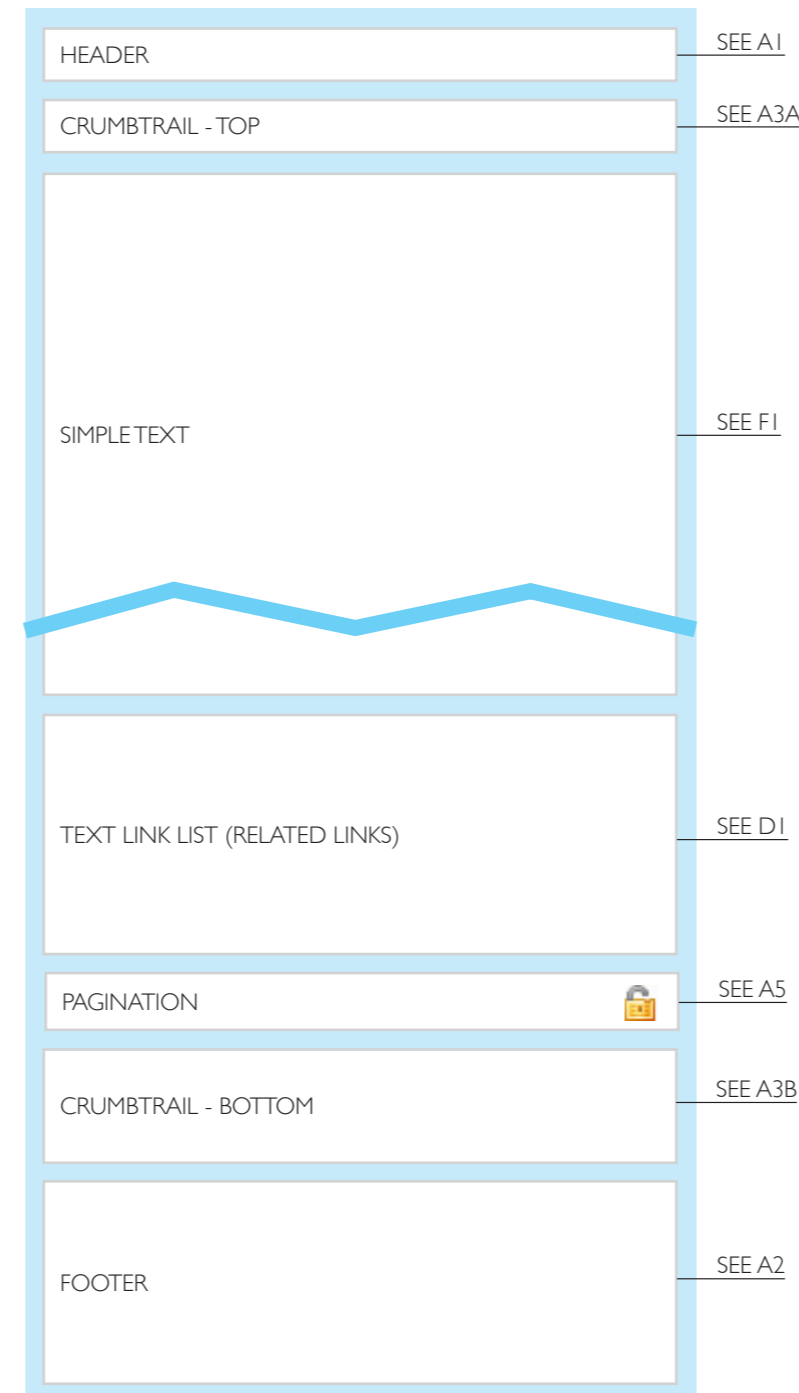 HEADER
SEE A1
CRUMBTRAIL - TOP
SEE A3A
SIMPLE TEXT
SEE F1
TEXT LINK LIST (RELATED LINKS)
SEE D1
PAGINATION
SEE A5
CRUMBTRAIL - BOTTOM
SEE A3B
FOOTER
SEE A2